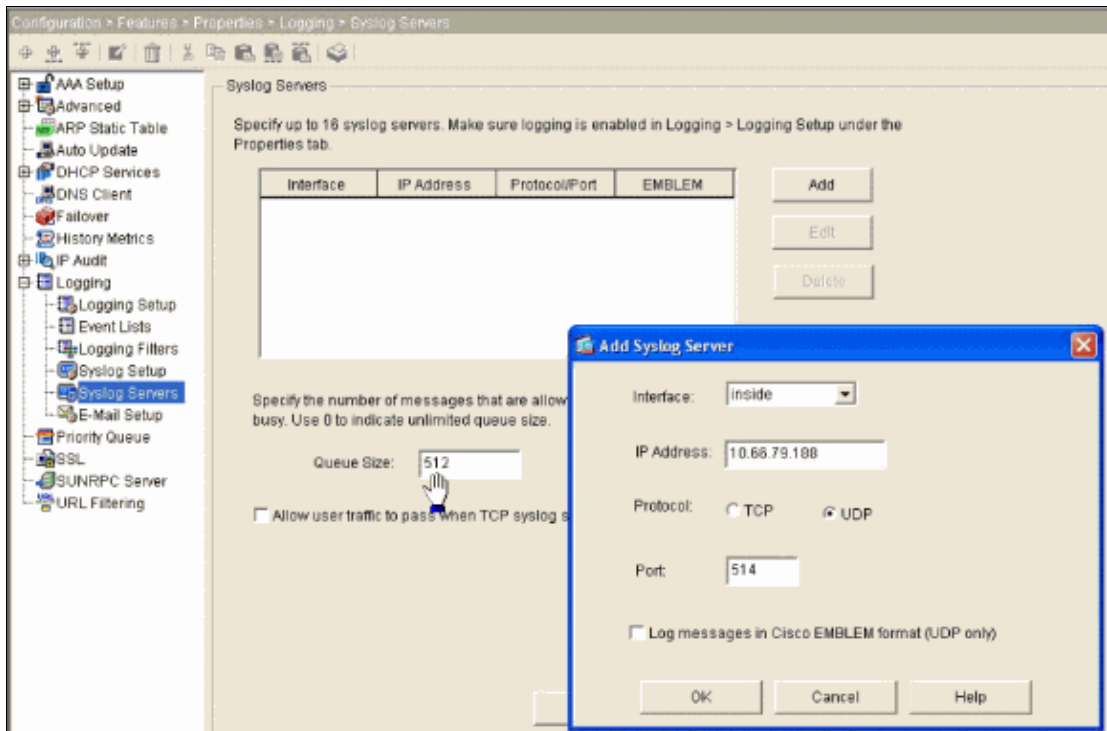 Configuration > Features > Properties > Logging > Syslog Servers
AAA Setup
Advanced
ARP Static Table
Auto Update
DHCP Services
DNS Client
Failover
History Metrics
IP Audit
Logging
Logging Setup
Event Lists
Logging Filters
Syslog Setup
Syslog Servers
E-Mail Setup
Priority Queue
SSL
SUNRPC Server
URL Filtering
Syslog Servers
Specify up to 16 syslog servers. Make sure logging is enabled in Logging > Logging Setup under the
Properties tab.
Interface IP Address Protocol/Port EMBLEM
Add
Edit
Delete
Specify the number of messages that are allow
busy. Use 0 to indicate unlimited queue size.
Queue Size: 512
Allow user traffic to pass when TCP syslog s
Add Syslog Server
Interface: inside
IP Address: 10.66.79.188
Protocol: TCP UDP
Port: 514
Log messages in Cisco EMBLEM format (UDP only)
OK Cancel Help